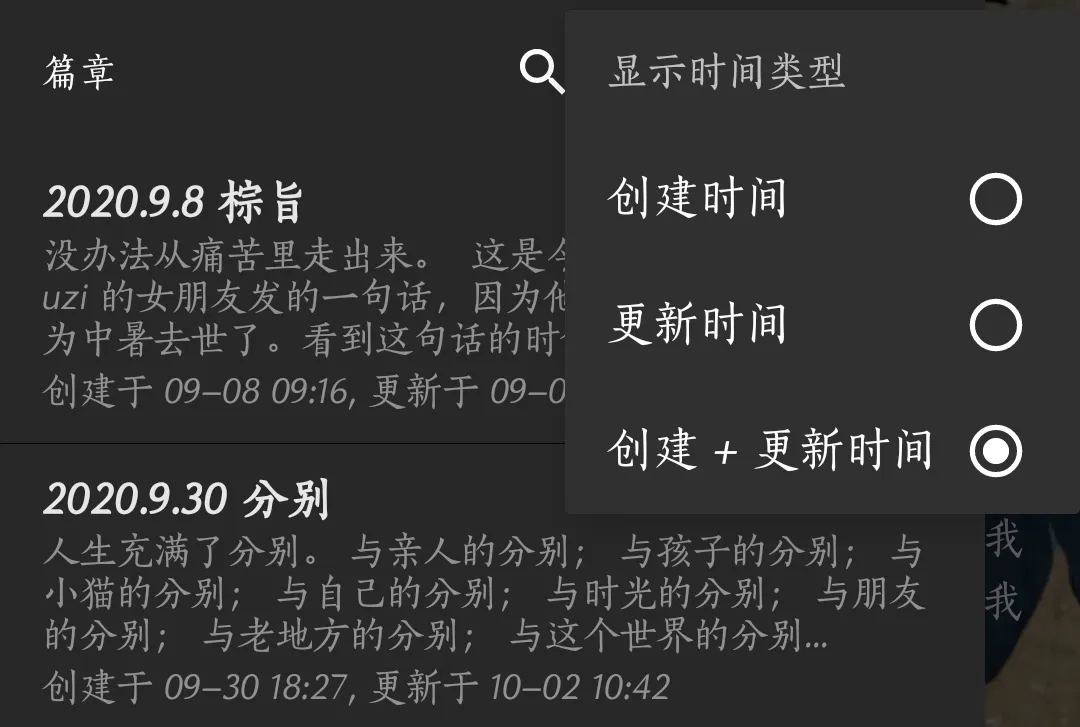 篇章
显示时间类型
创建时间
更新时间
创建 + 更新时间
2020.9.8 棕旨
没办法从痛苦里走出来。 这是
uzi 的女朋友发的一句话，因为他
为中暑去世了。看到这句话的时
创建于 09–08 09:16, 更新于 09–0
2020.9.30 分别
人生充满了分别。 与亲人的分别； 与孩子的分别； 与
小猫的分别； 与自己的分别； 与时光的分别； 与朋友
的分别； 与老地方的分别； 与这个世界的分别...
创建于 09–30 18:27, 更新于 10–02 10:42
我
我